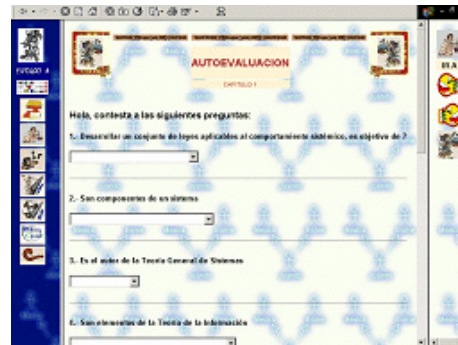 AUTOEVALUACION
CAPITULO 1
Hola, contesta a las siguientes preguntas:
1.- Desarrollar un conjunto de leyes aplicables al comportamiento sistémico, es objetivo de ?
2.- Son componentes de un sistema
3.- Es el autor de la Teoría General de Sistemas
4.- Son elementos de la Teoría de la Información
IR A